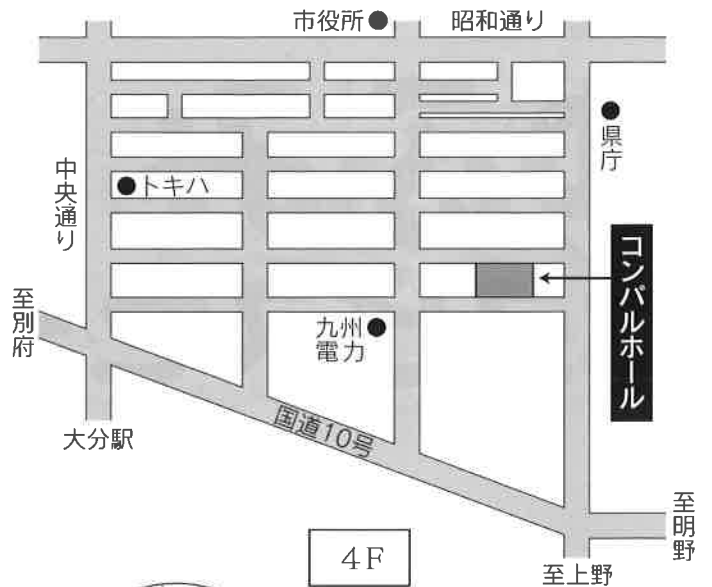 市役所
昭和通り
県庁
中央通り
トキハ
コンパルホール
至別府
九州
電力
国道10号
大分駅
至明野
4F
至上野